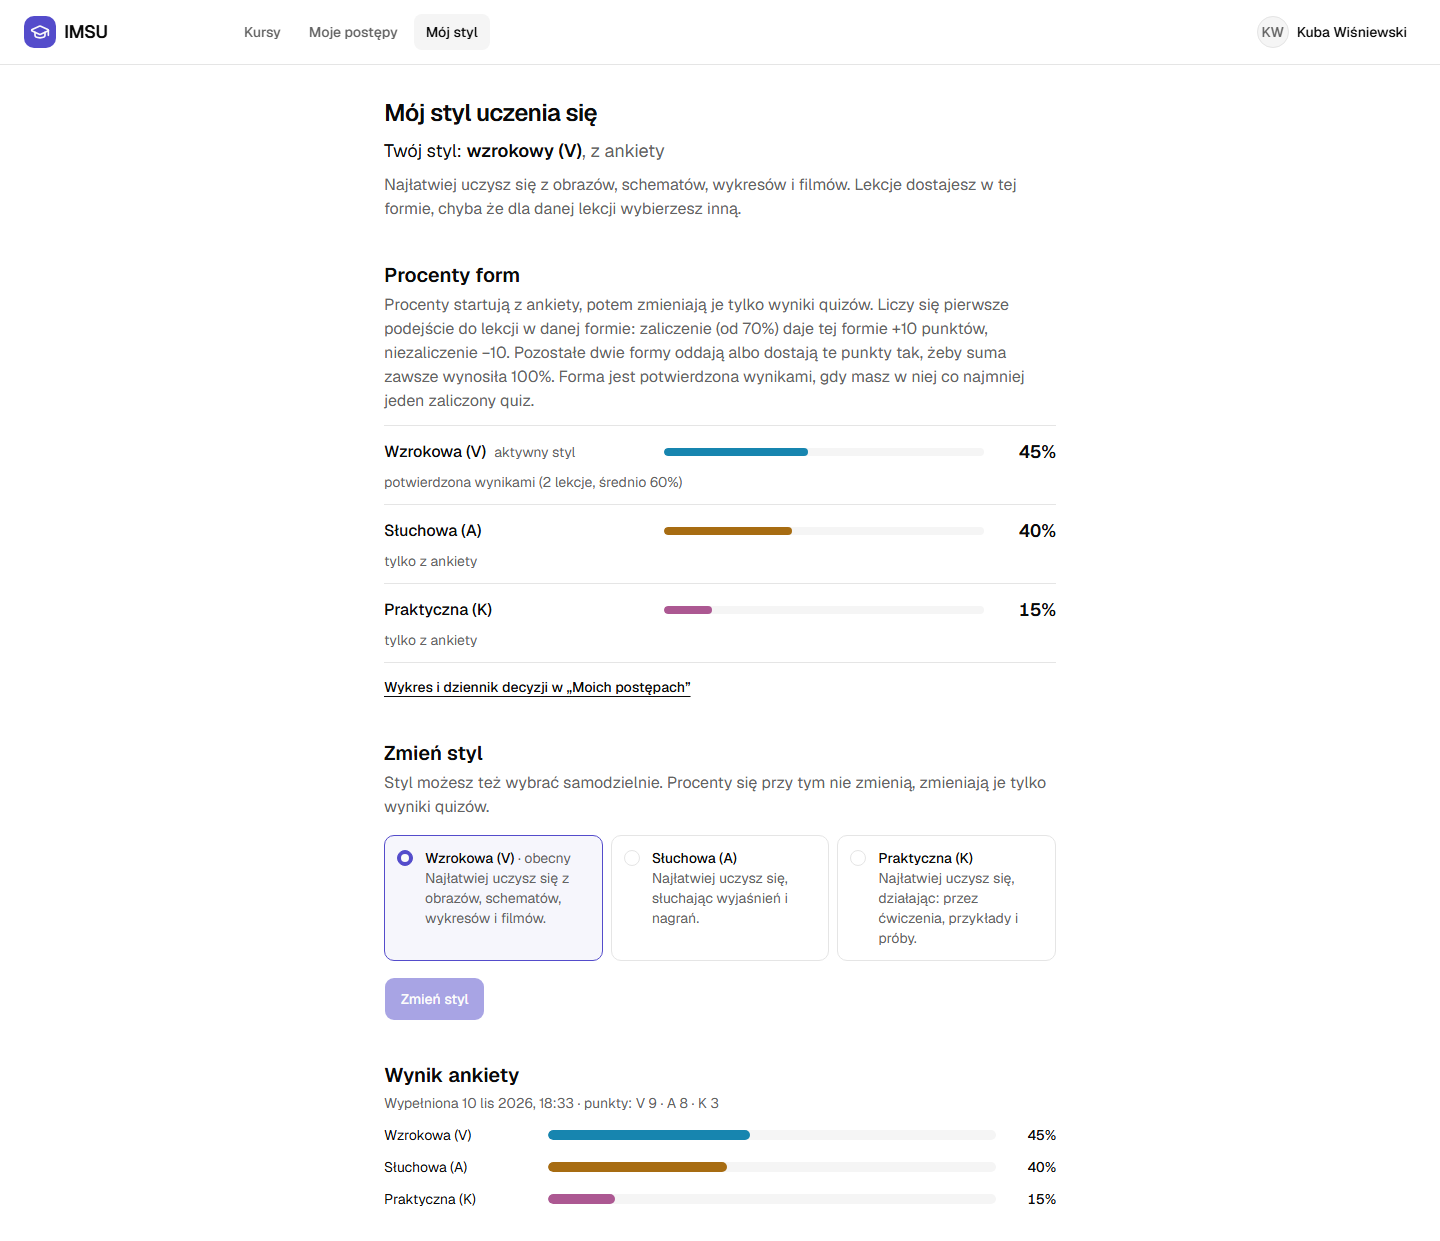 IMSU
Kursy
Moje postępy
Mój styl
KW
Kuba Wiśniewski
Mój styl uczenia się
Twój styl: wzrokowy (V), z ankiety
Najłatwiej uczysz się z obrazów, schematów, wykresów i filmów. Lekcje dostajesz w tej
formie, chyba że dla danej lekcji wybierzesz inną.
Procenty form
Procenty startują z ankiety, potem zmieniają je tylko wyniki quizów. Liczy się pierwsze
podejście do lekcji w danej formie: zaliczenie (od 70%) daje tej formie +10 punktów,
niezaliczenie −10. Pozostałe dwie formy oddają albo dostają te punkty tak, żeby suma
zawsze wynosiła 100%. Forma jest potwierdzona wynikami, gdy masz w niej co najmniej
jeden zaliczony quiz.
Wzrokowa (V) aktywny styl 45%
potwierdzona wynikami (2 lekcje, średnio 60%)
Słuchowa (A) 40%
tylko z ankiety
Praktyczna (K) 15%
tylko z ankiety
Wykres i dziennik decyzji w „Moich postępach”
Zmień styl
Styl możesz też wybrać samodzielnie. Procenty się przy tym nie zmienią, zmieniają je tylko
wyniki quizów.
Wzrokowa (V) · obecny
Najłatwiej uczysz się z
obrazów, schematów,
wykresów i filmów.
Słuchowa (A)
Najłatwiej uczysz się,
słuchając wyjaśnień i
nagrań.
Praktyczna (K)
Najłatwiej uczysz się,
działając: przez
ćwiczenia, przykłady i
próby.
Zmień styl
Wynik ankiety
Wypełniona 10 lis 2026, 18:33 · punkty: V 9 · A 8 · K 3
Wzrokowa (V) 45%
Słuchowa (A) 40%
Praktyczna (K) 15%